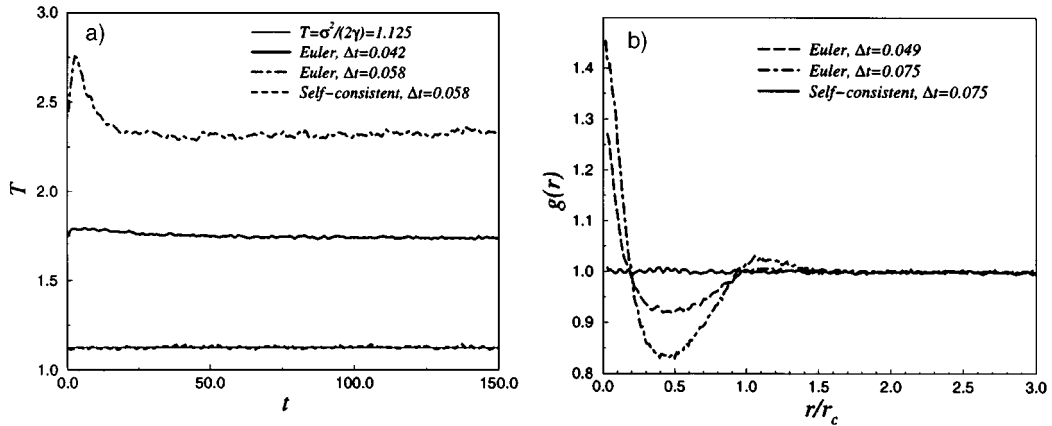 a)
T=σ²/(2γ)=1.125
Euler, Δt=0.042
Euler, Δt=0.058
Self-consistent, Δt=0.058
3.0
2.5
2.0
1.5
1.0
T
0.0
50.0
100.0
150.0
t
b)
Euler, Δt=0.049
Euler, Δt=0.075
Self-consistent, Δt=0.075
1.4
1.3
1.2
1.1
1.0
0.9
0.8
g(r)
0.0
0.5
1.0
1.5
2.0
2.5
3.0
r/r_c